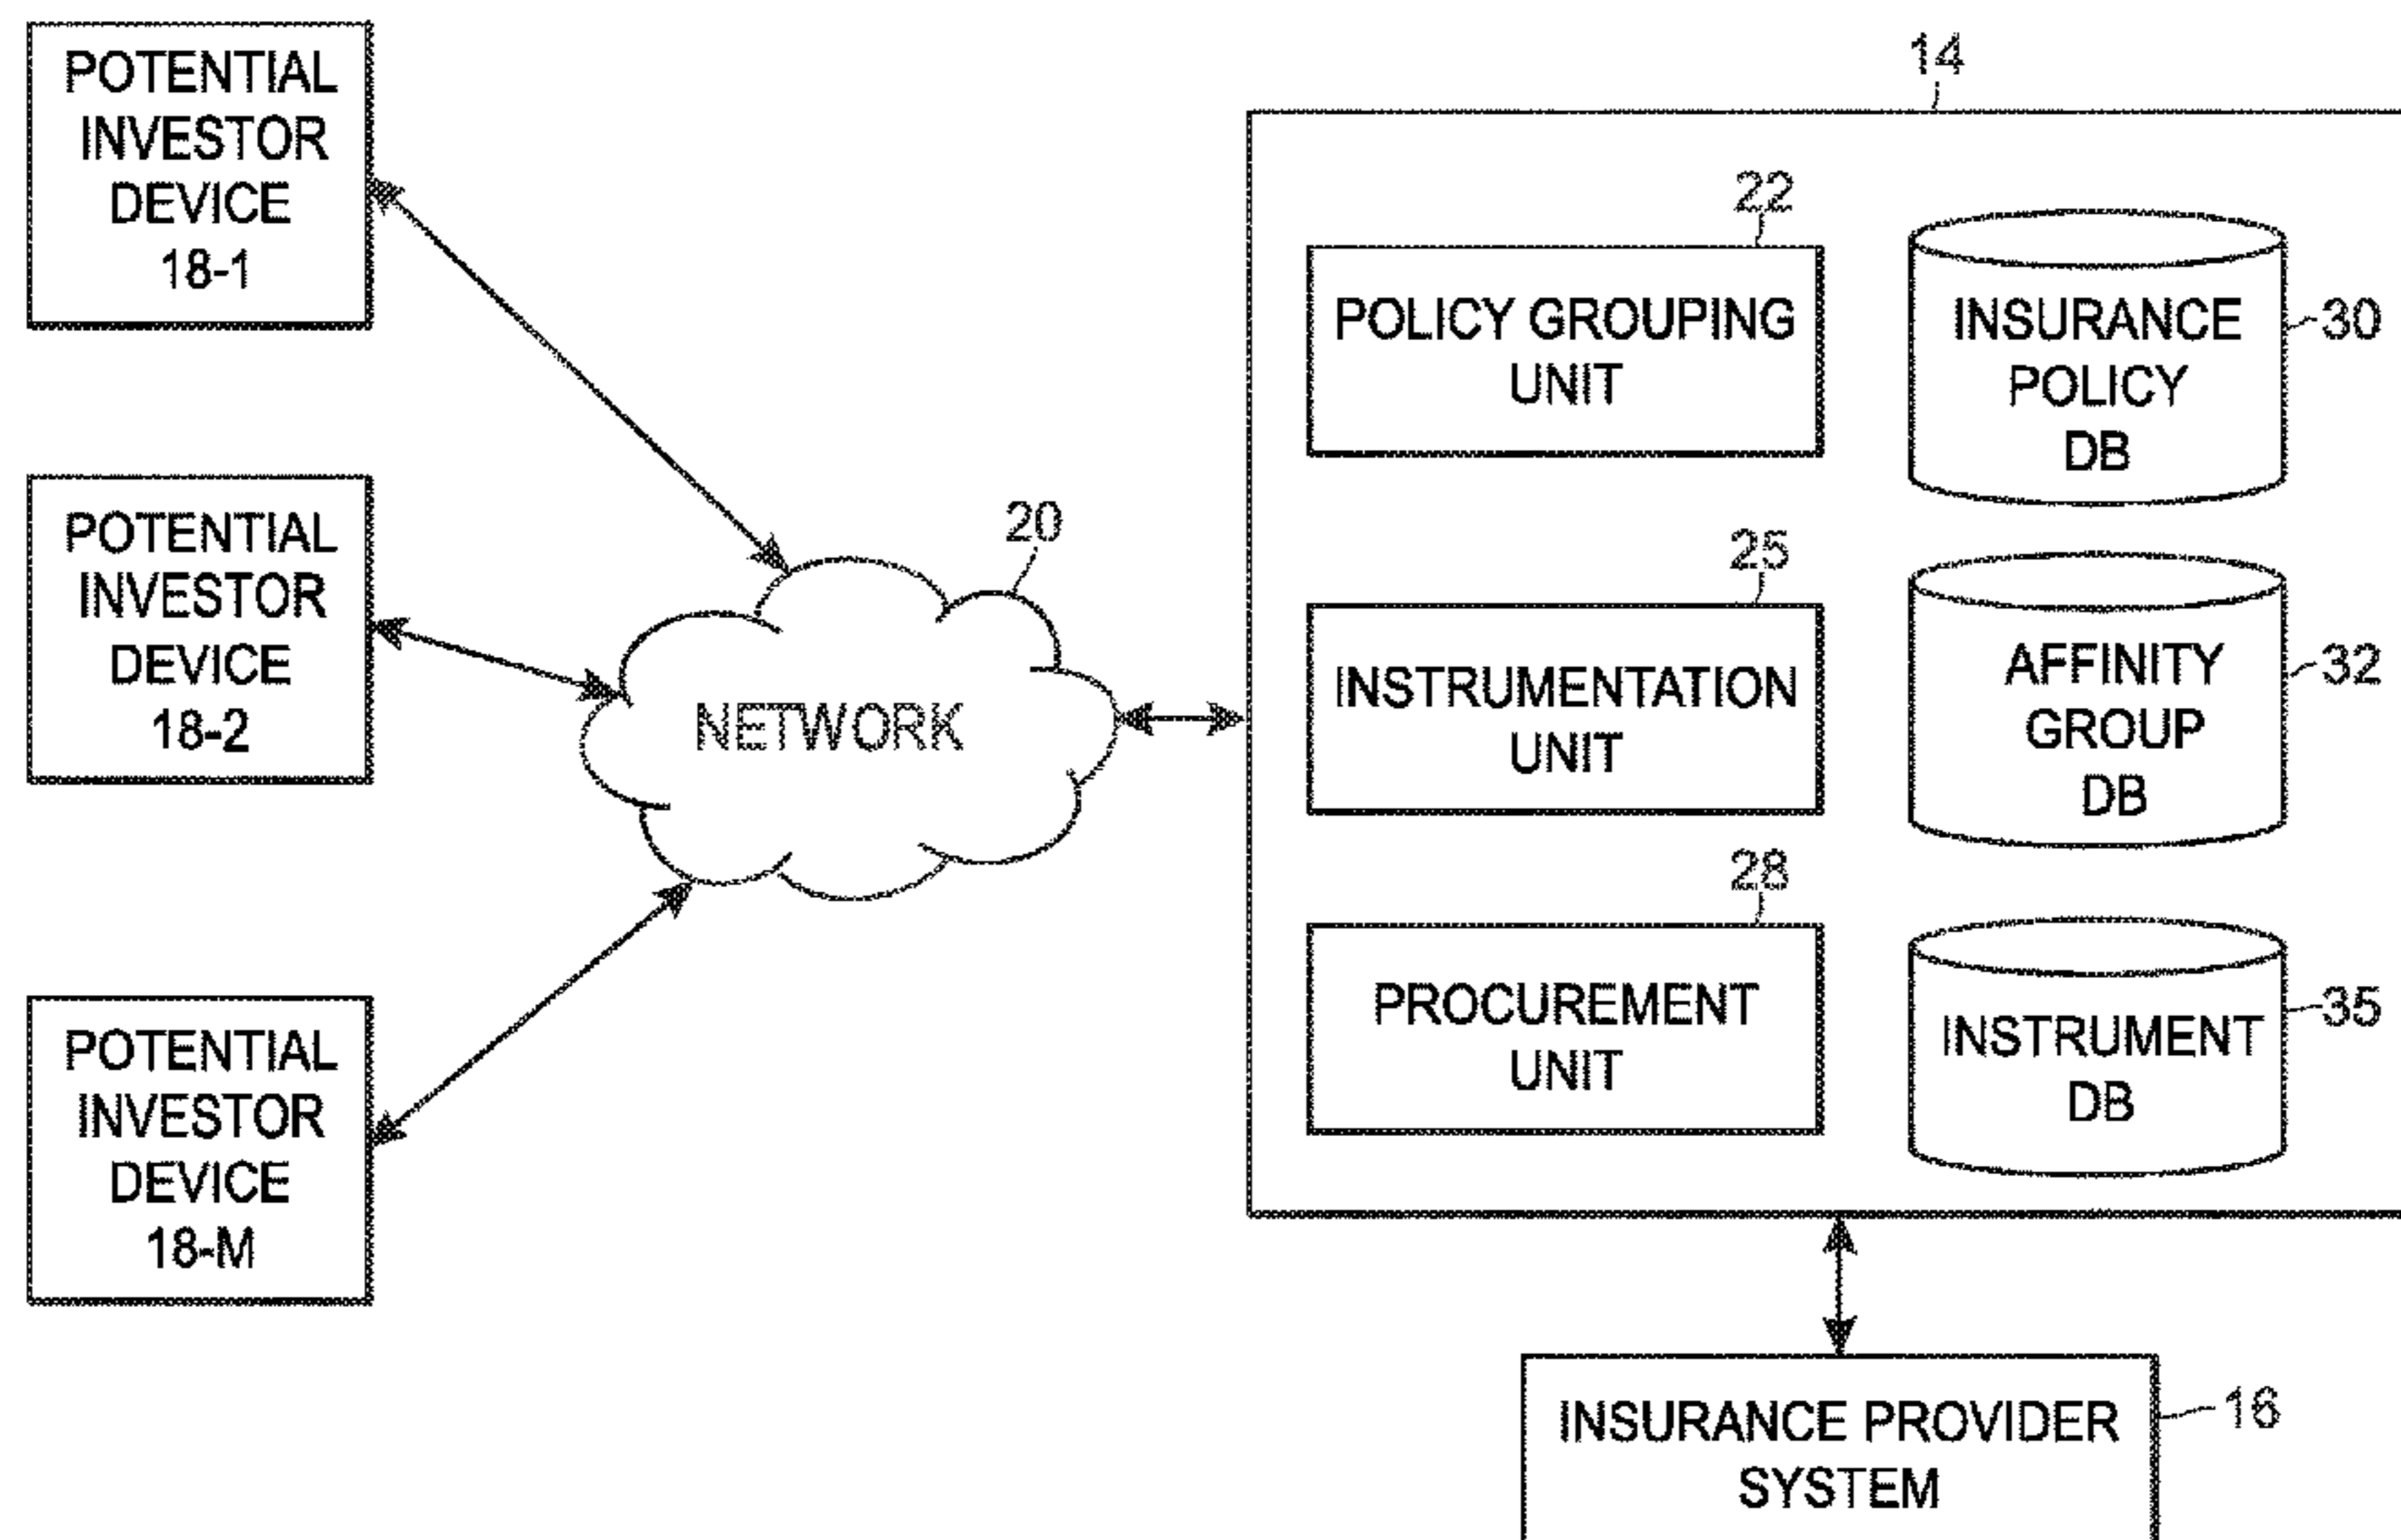 POTENTIAL
INVESTOR
DEVICE
18-1
POTENTIAL
INVESTOR
DEVICE
18-2
POTENTIAL
INVESTOR
DEVICE
18-M
20
NETWORK
14
22
POLICY GROUPING
UNIT
INSURANCE
POLICY
DB
30
25
INSTRUMENTATION
UNIT
AFFINITY
GROUP
DB
32
28
PROCUREMENT
UNIT
INSTRUMENT
DB
35
INSURANCE PROVIDER
SYSTEM
16